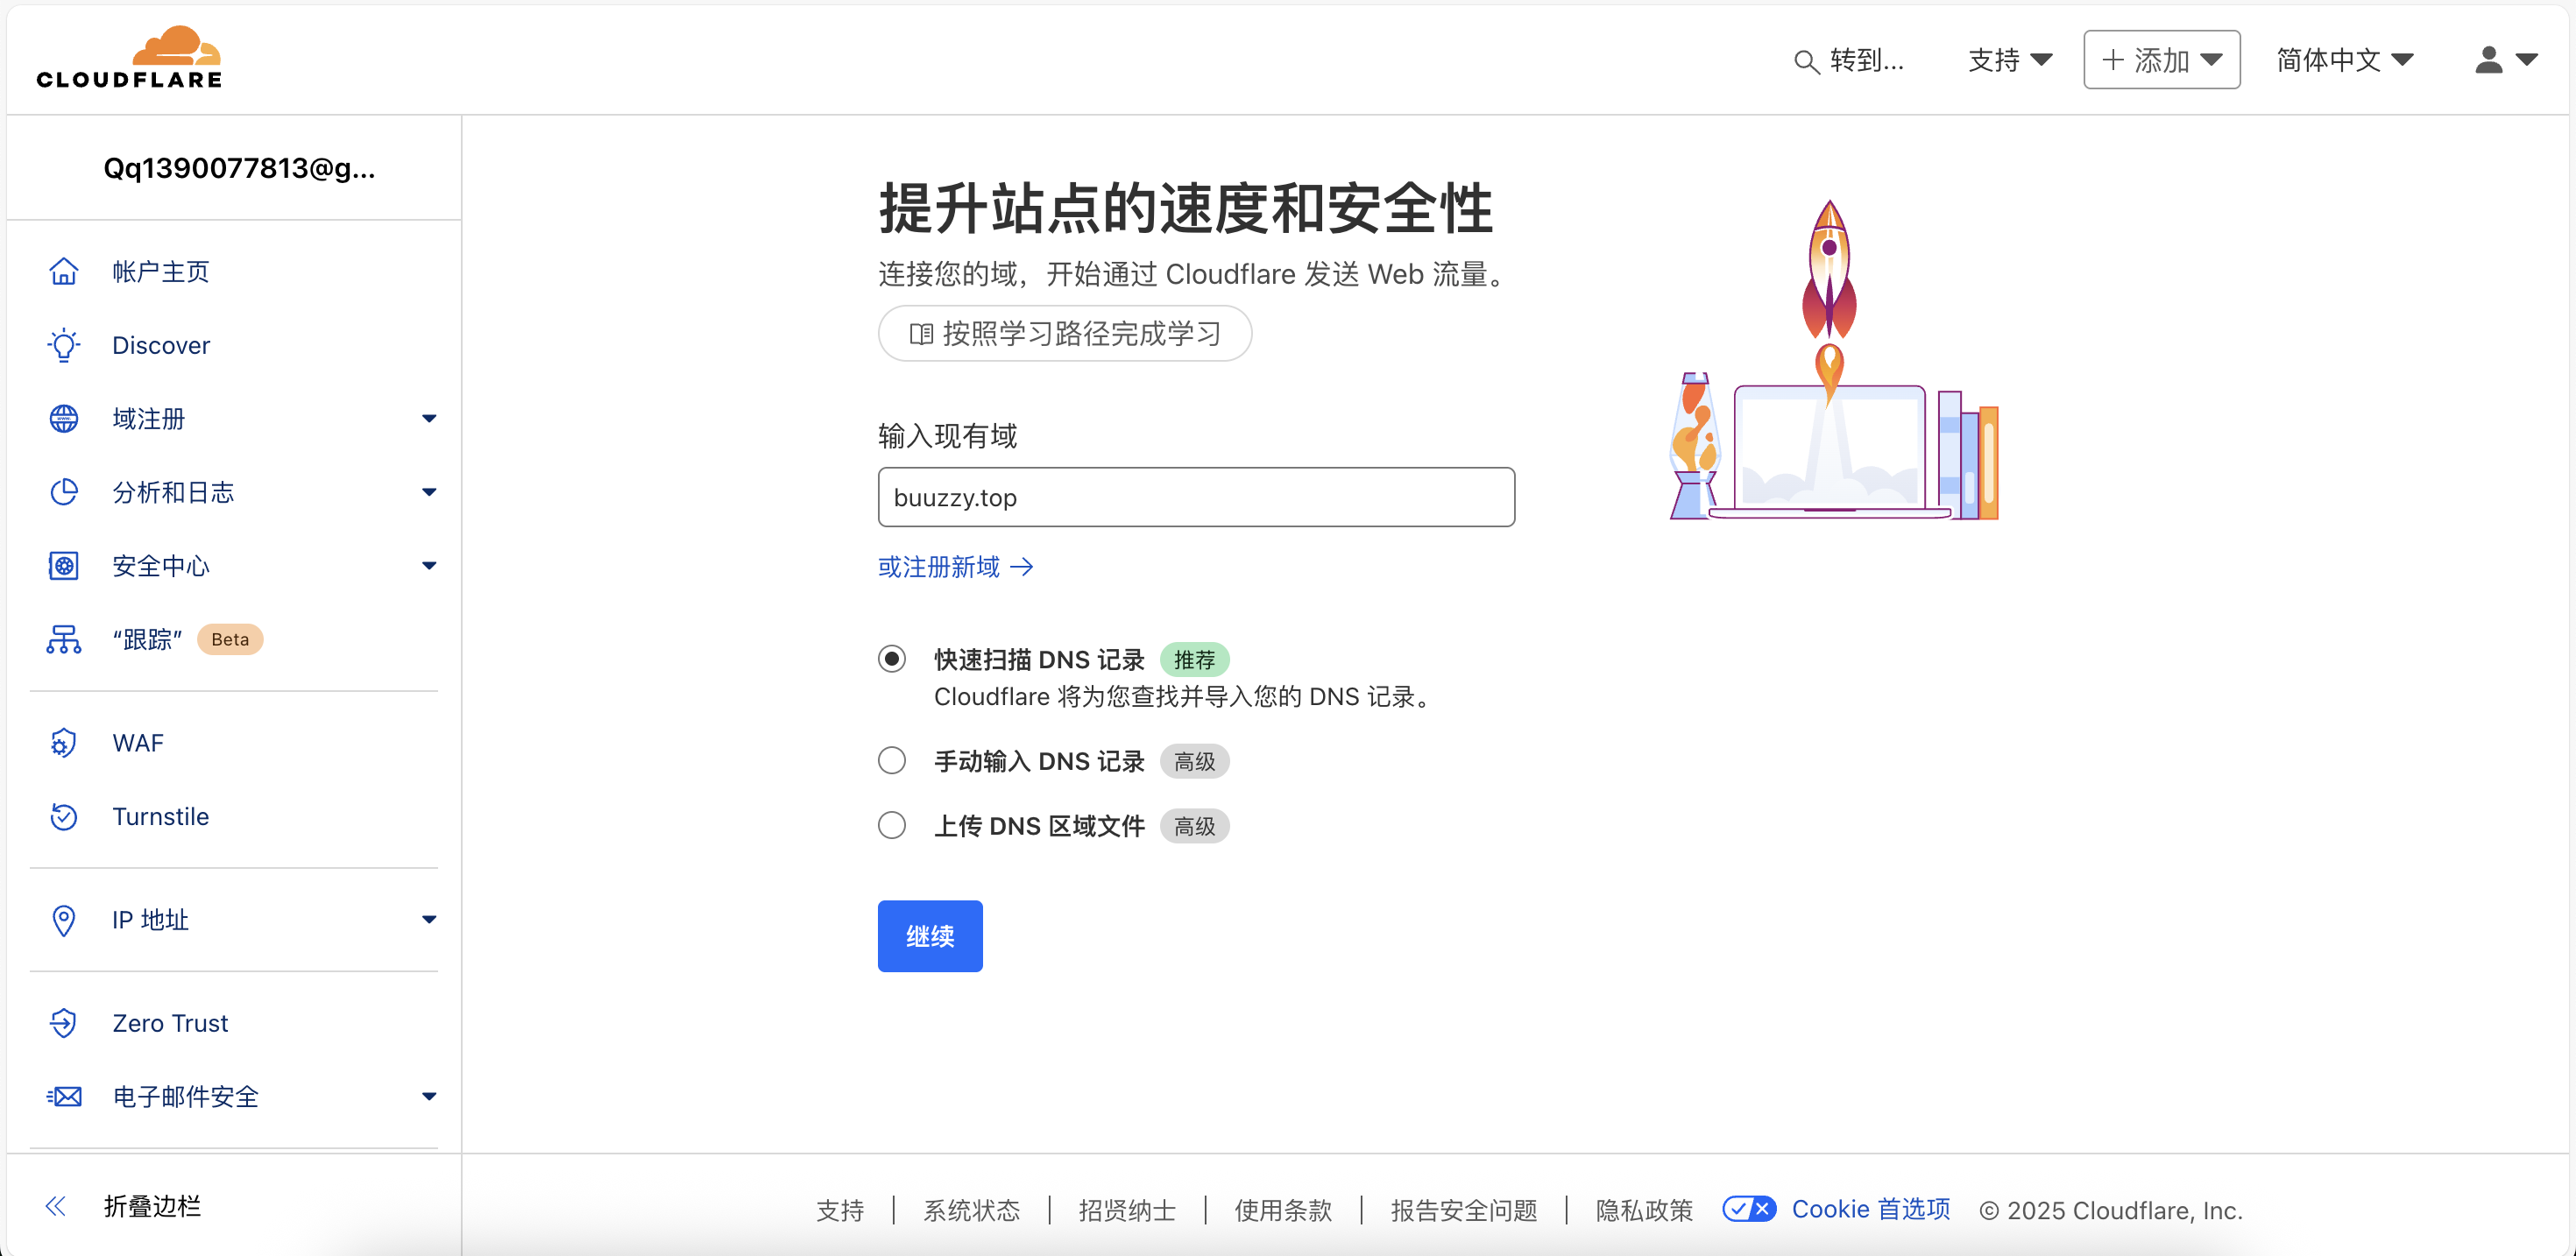 CLOUDFLARE
转到...
支持
添加
简体中文
Qq1390077813@g...
帐户主页
Discover
域注册
分析和日志
安全中心
“跟踪” Beta
WAF
Turnstile
IP 地址
Zero Trust
电子邮件安全
折叠边栏
提升站点的速度和安全性
连接您的域，开始通过 Cloudflare 发送 Web 流量。
按照学习路径完成学习
输入现有域
buuzzy.top
或注册新域
快速扫描 DNS 记录 推荐
Cloudflare 将为您查找并导入您的 DNS 记录。
手动输入 DNS 记录 高级
上传 DNS 区域文件 高级
继续
支持 | 系统状态 | 招贤纳士 | 使用条款 | 报告安全问题 | 隐私政策 Cookie 首选项 © 2025 Cloudflare, Inc.